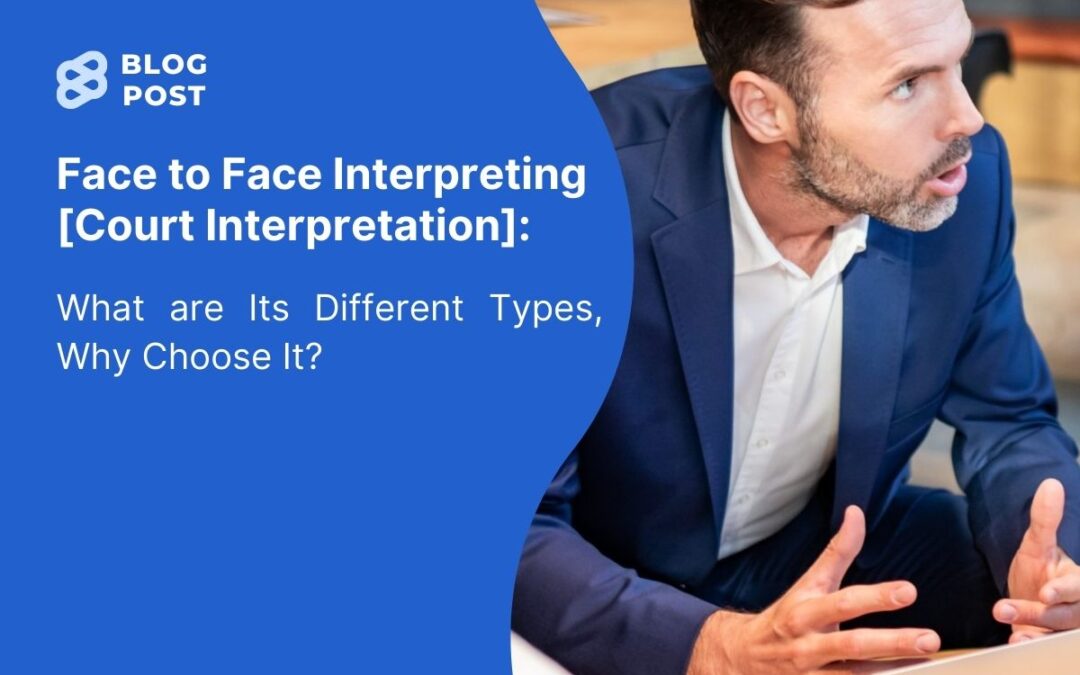 BLOG
POST
Face to Face Interpreting
[Court Interpretation]:
What are Its Different Types,
Why Choose It?